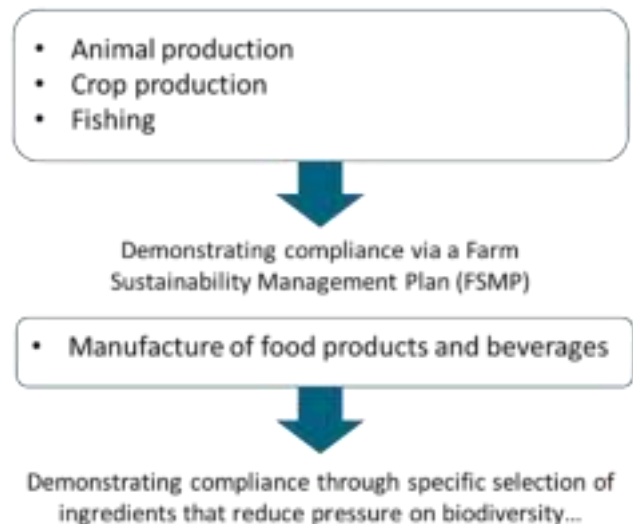 • Animal production
• Crop production
• Fishing
Demonstrating compliance via a Farm
Sustainability Management Plan (FSMP)
• Manufacture of food products and beverages
Demonstrating compliance through specific selection of
ingredients that reduce pressure on biodiversity...